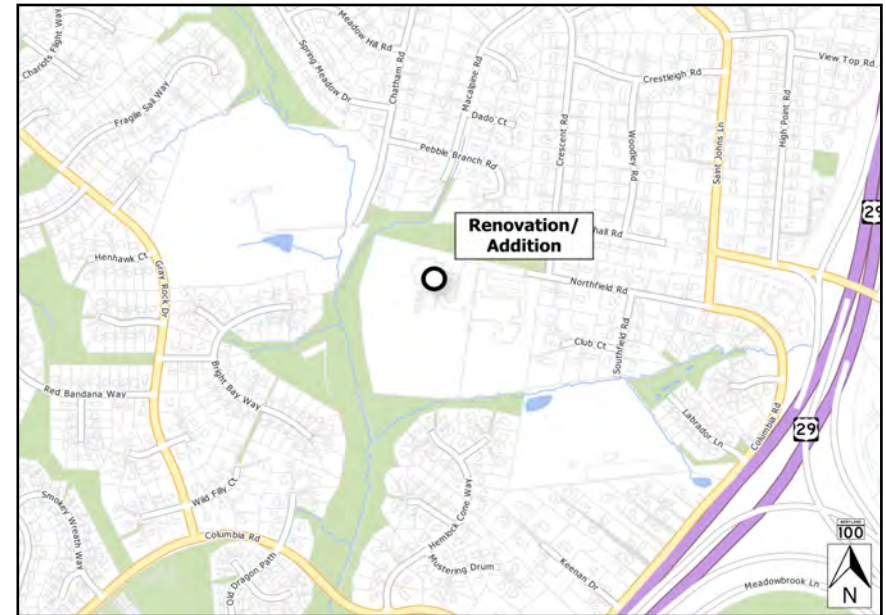 Chariots Flight Way
Fragile Sail Way
Meadow Hill Rd
Spring Meadow Dr
Chatham Rd
Macalpine Rd
Dado Ct
Pebble Branch Rd
Crescent Rd
Crestleigh Rd
Woodley Rd
Saint Johns Ln
High Point Rd
View Top Rd
29
Renovation/
Addition
hall Rd
Henhawk Ct
Gray Rock Dr
Northfield Rd
Southfield Rd
Club Ct
Red Bandana Way
Bright Bay Way
Labrador Ln
Columbia Rd
29
Wild Filly Ct
Smokey Wreath Way
Columbia Rd
Old Dragon Path
Hemlock Cone Way
Mustering Drum
Keenan Dr
MARYLAND
100
Meadowbrook Ln
N